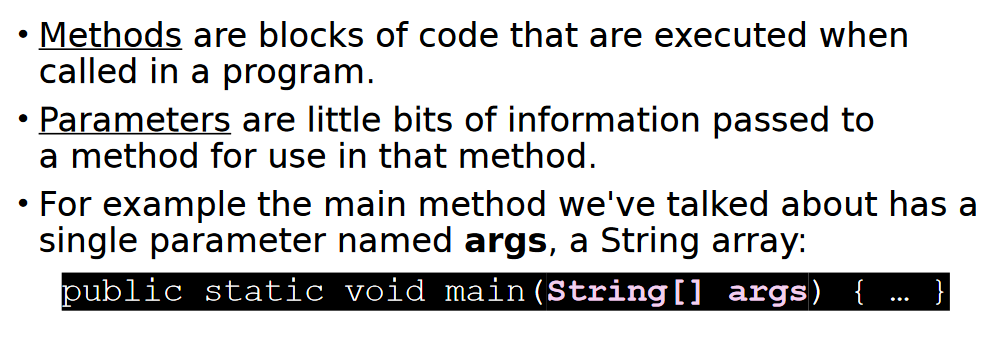 • Methods are blocks of code that are executed when
called in a program.
• Parameters are little bits of information passed to
a method for use in that method.
• For example the main method we've talked about has a
single parameter named args, a String array:
public static void main(String[] args) { … }